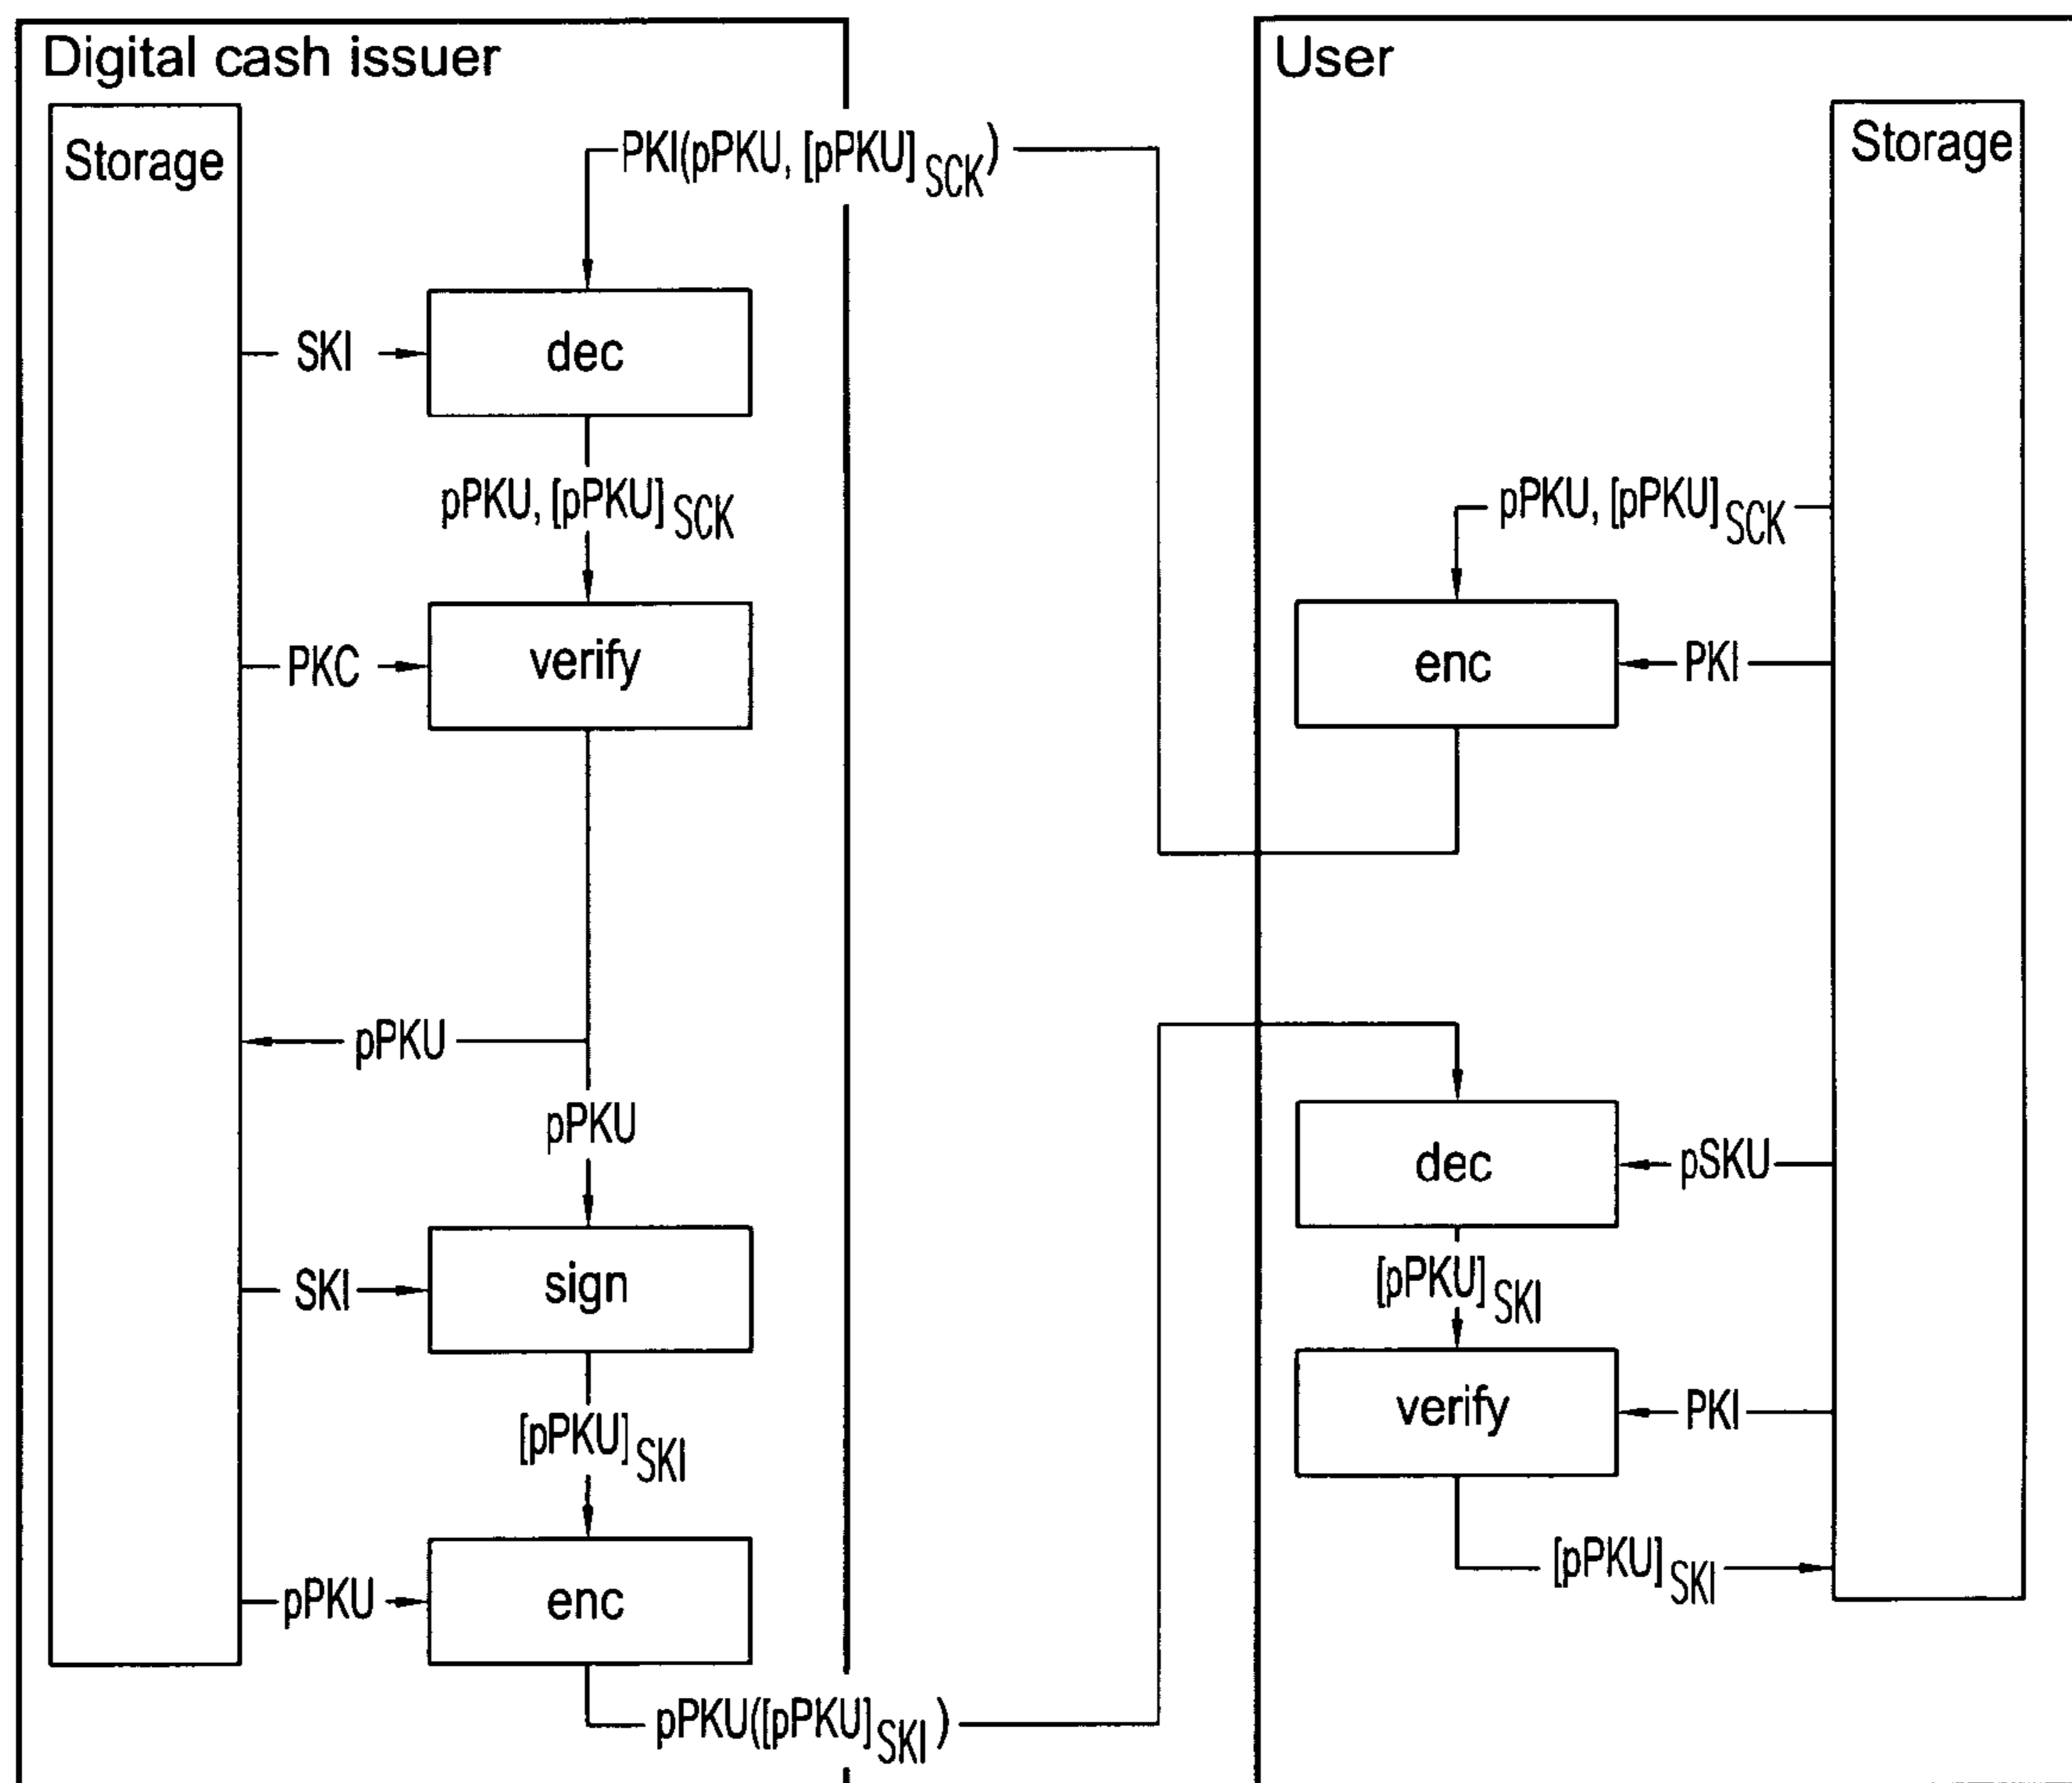 Digital cash issuer
Storage
PKI(pPKU, [pPKU]SCK)
SKI
dec
pPKU, [pPKU]SCK
PKC
verify
pPKU
pPKU
SKI
sign
[pPKU]SKI
pPKU
enc
pPKU([pPKU]SKI)
User
Storage
pPKU, [pPKU]SCK
enc
PKI
dec
pSKU
[pPKU]SKI
verify
PKI
[pPKU]SKI